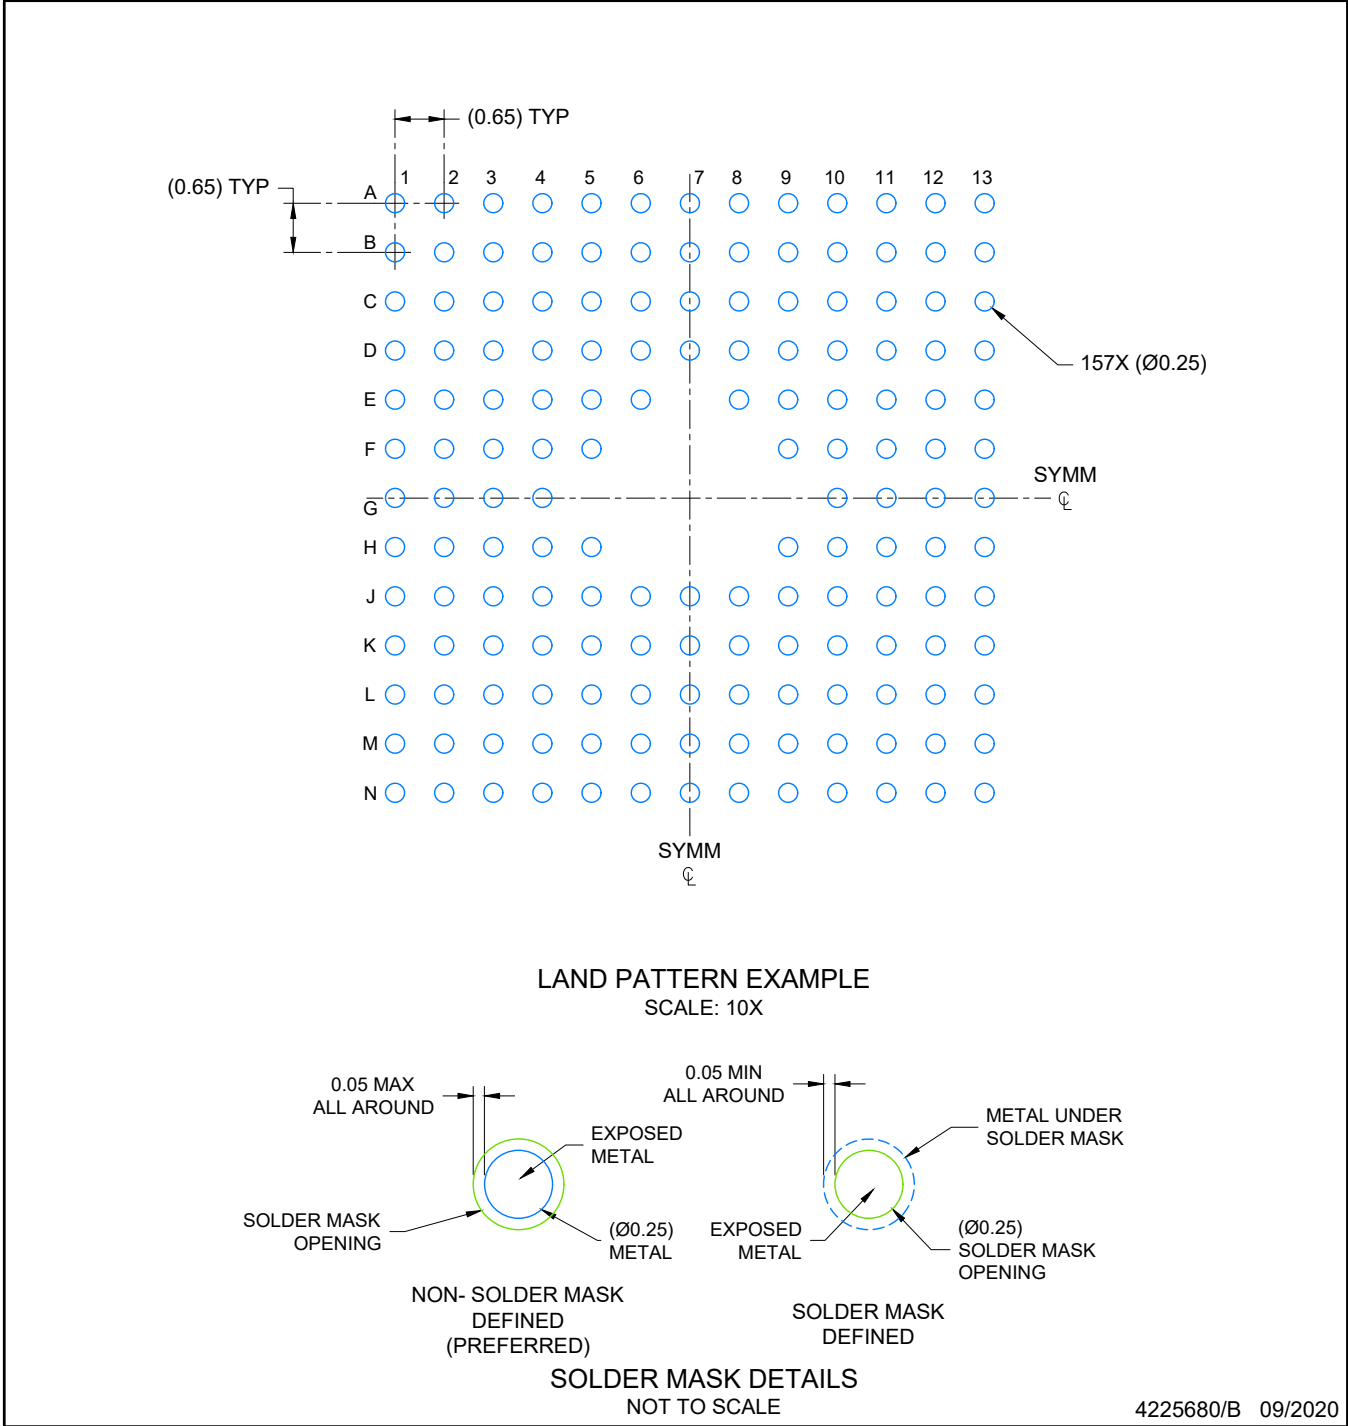 (0.65) TYP
(0.65) TYP
1 2 3 4 5 6 7 8 9 10 11 12 13
A
B
C
D
E
F
G
H
J
K
L
M
N
157X (Ø0.25)
SYMM
℄
SYMM
℄
LAND PATTERN EXAMPLE
SCALE: 10X
0.05 MAX
ALL AROUND
EXPOSED
METAL
SOLDER MASK
OPENING
(Ø0.25)
METAL
NON- SOLDER MASK
DEFINED
(PREFERRED)
0.05 MIN
ALL AROUND
METAL UNDER
SOLDER MASK
EXPOSED
METAL
(Ø0.25)
SOLDER MASK
OPENING
SOLDER MASK
DEFINED
SOLDER MASK DETAILS
NOT TO SCALE
4225680/B 09/2020